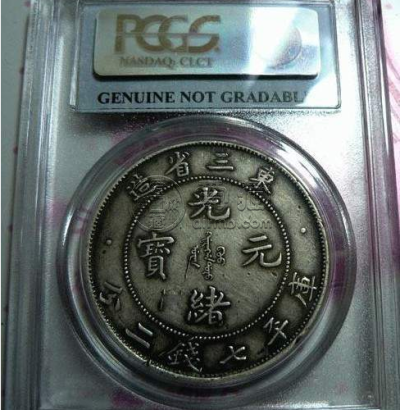 PCGS
NASDAQ: CLCT
GENUINE NOT GRADABL
東三省造
光緒元寶
庫平七錢二分